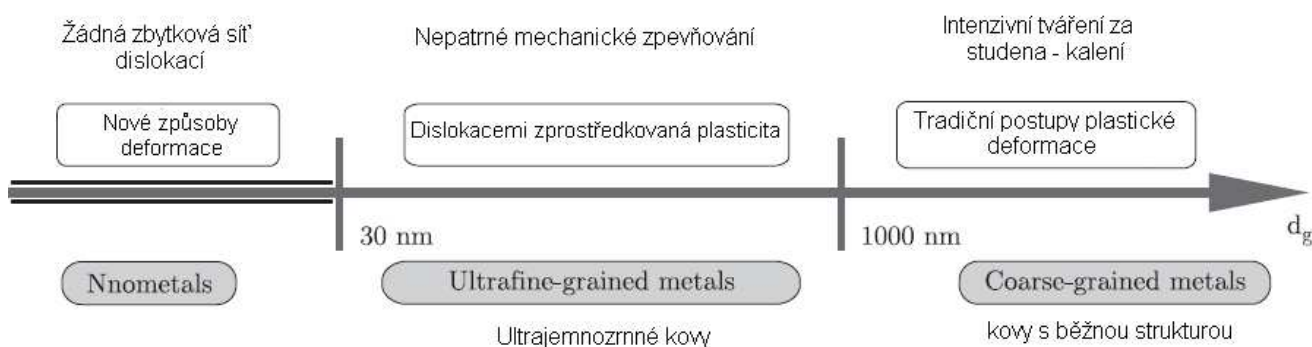 Žádná zbytková síť
dislokací
Nepatrné mechanické zpevňování
Intenzivní tváření za
studena - kalení
Nové způsoby
deformace
Dislokacemi zprostředkovaná plasticita
Tradiční postupy plastické
deformace
30 nm
1000 nm
d_g
Nnometals
Ultrafine-grained metals
Coarse-grained metals
Ultrajemnozrnné kovy
kovy s běžnou strukturou